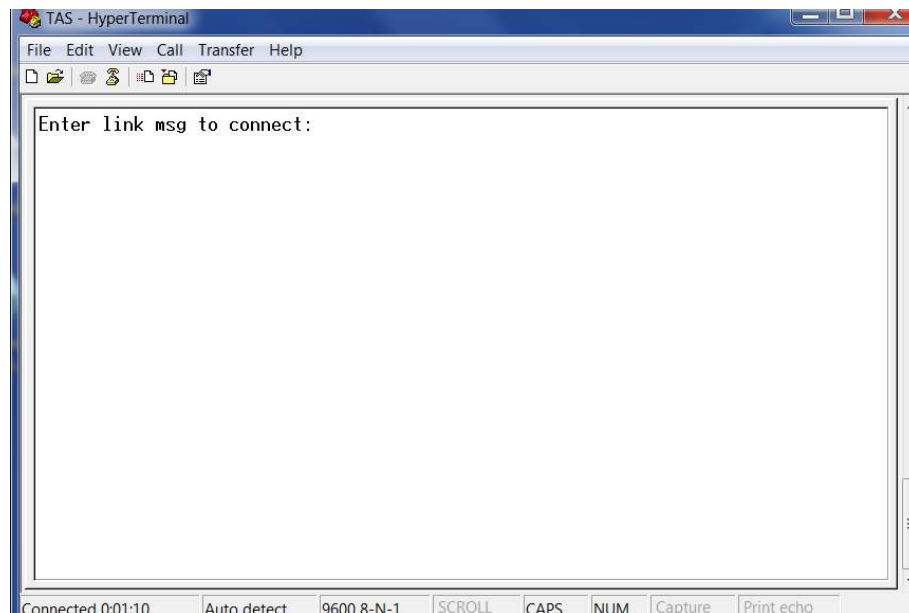 TAS - HyperTerminal
File Edit View Call Transfer Help
Enter link msg to connect:
Connected 0:01:10 Auto detect 9600 8-N-1 SCROLL CAPS NUM Capture Print echo